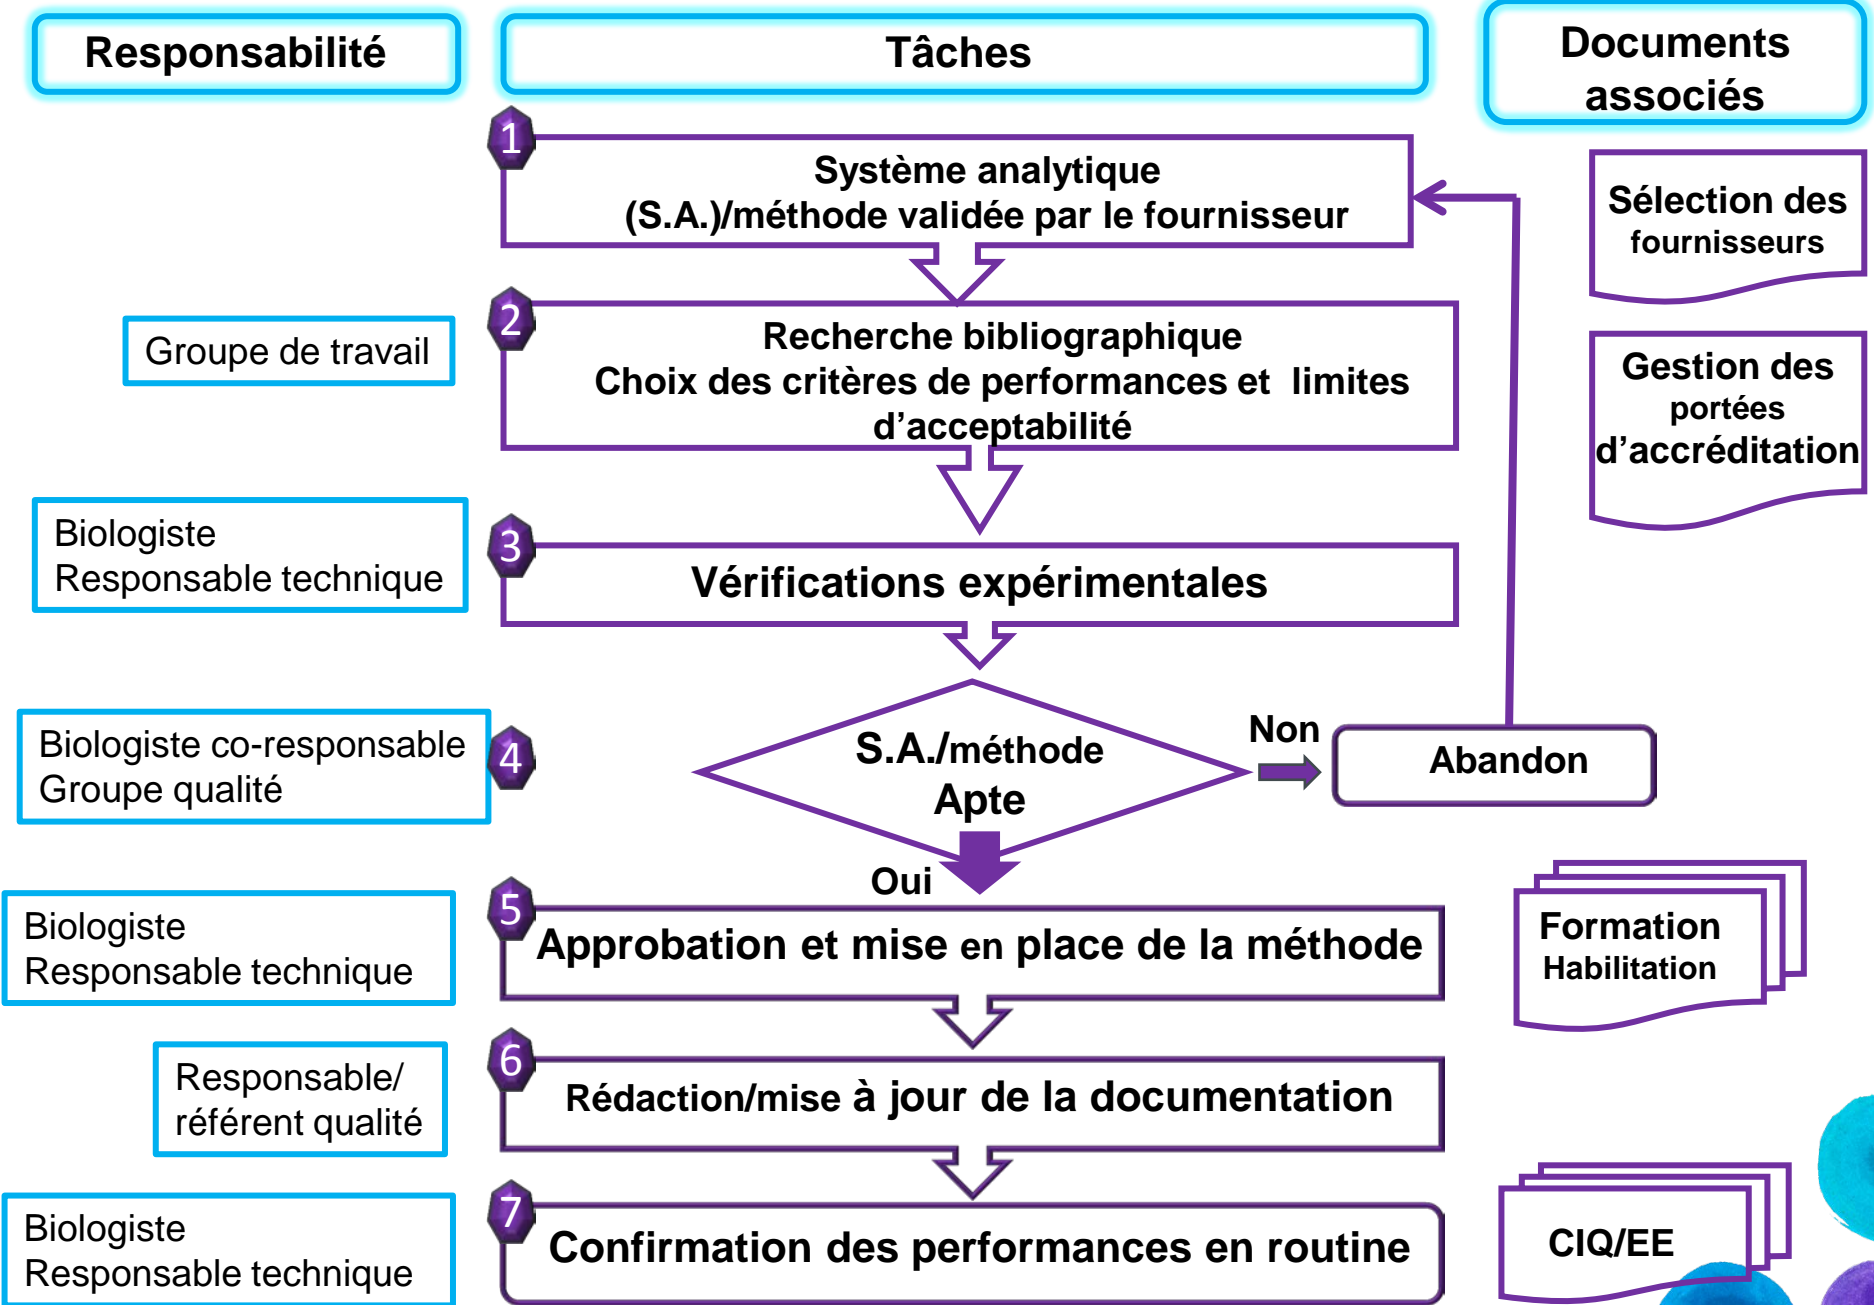 Responsabilité
Tâches
Documents
associés
1
Système analytique
(S.A.)/méthode validée par le fournisseur
Sélection des
fournisseurs
Groupe de travail
2
Recherche bibliographique
Choix des critères de performances et limites
d’acceptabilité
Gestion des
portées
d’accréditation
Biologiste
Responsable technique
3
Vérifications expérimentales
Biologiste co-responsable
Groupe qualité
4
S.A./méthode
Apte
Non
Abandon
Oui
Biologiste
Responsable technique
5
Approbation et mise en place de la méthode
Formation
Habilitation
Responsable/
référent qualité
6
Rédaction/mise à jour de la documentation
Biologiste
Responsable technique
7
Confirmation des performances en routine
CIQ/EE